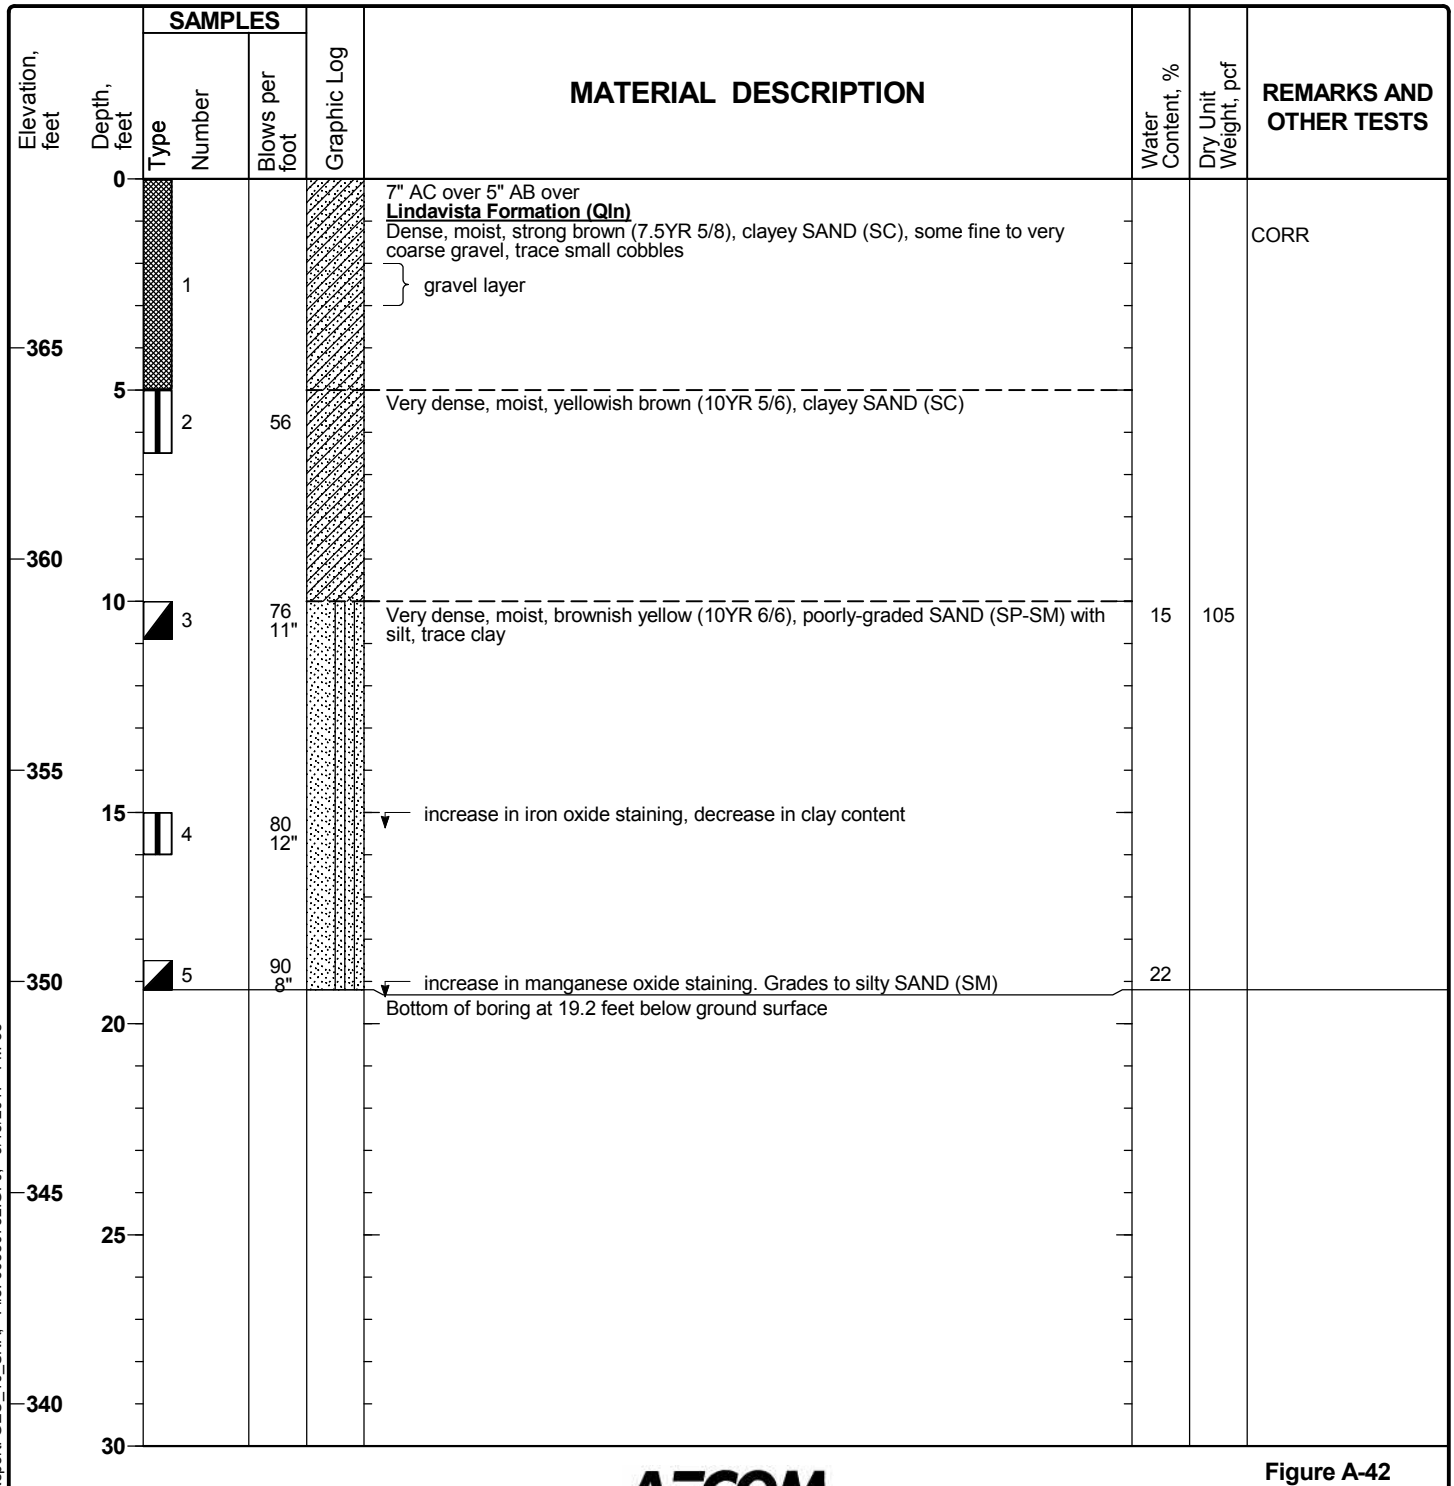 SAMPLES
Elevation, feet
Depth, feet
Type
Number
Blows per foot
Graphic Log
MATERIAL DESCRIPTION
Water Content, %
Dry Unit Weight, pcf
REMARKS AND OTHER TESTS
0
7" AC over 5" AB over
Lindavista Formation (Qln)
Dense, moist, strong brown (7.5YR 5/8), clayey SAND (SC), some fine to very
coarse gravel, trace small cobbles
CORR
1
gravel layer
365
5
Very dense, moist, yellowish brown (10YR 5/6), clayey SAND (SC)
2 56
360
10
3 76 11"
Very dense, moist, brownish yellow (10YR 6/6), poorly-graded SAND (SP-SM) with
silt, trace clay
15 105
355
15
4 80 12"
increase in iron oxide staining, decrease in clay content
350
5 90 8"
increase in manganese oxide staining. Grades to silty SAND (SM)
22
Bottom of boring at 19.2 feet below ground surface
20
345
25
340
30
AECOM
Figure A-42